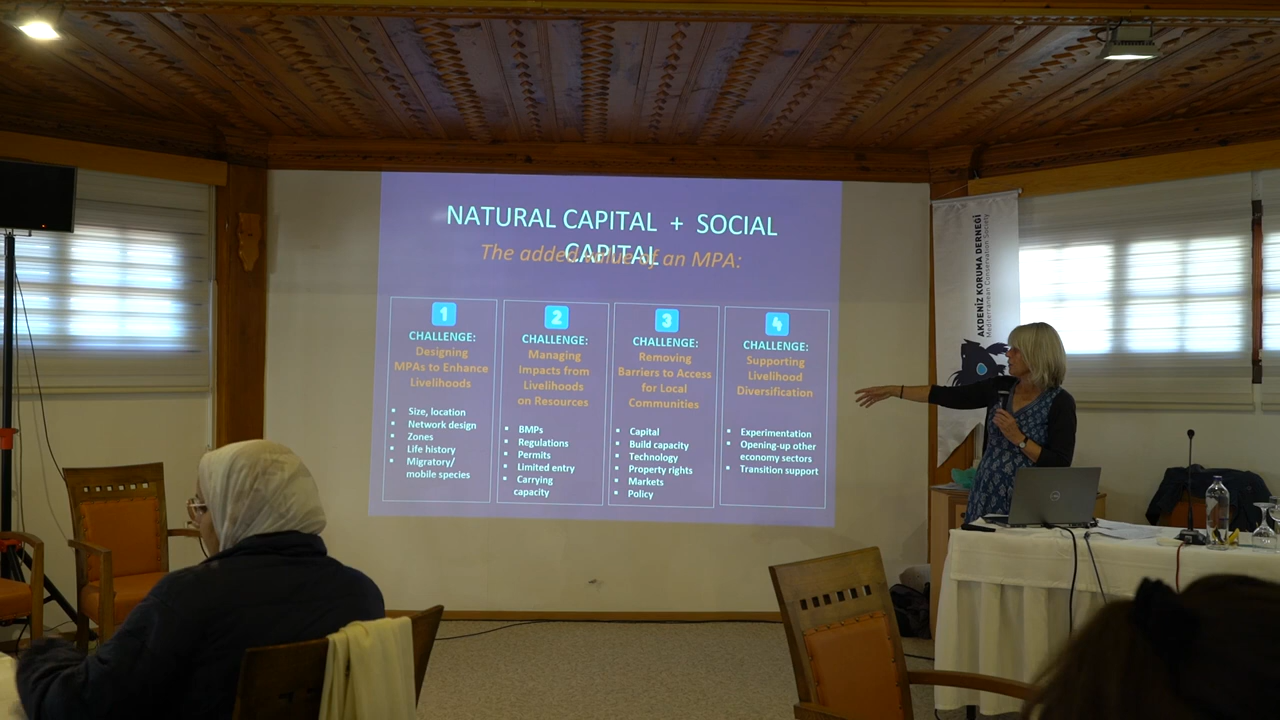 NATURAL CAPITAL + SOCIAL
CAPITAL
The added value of an MPA:
1
CHALLENGE:
Designing
MPAs to Enhance
Livelihoods
▪ Size, location
▪ Network design
▪ Zones
▪ Life history
▪ Migratory/
mobile species
2
CHALLENGE:
Managing
Impacts from
Livelihoods
on Resources
▪ BMPs
▪ Regulations
▪ Permits
▪ Limited entry
▪ Carrying
capacity
3
CHALLENGE:
Removing
Barriers to Access
for Local
Communities
▪ Capital
▪ Build capacity
▪ Technology
▪ Property rights
▪ Markets
▪ Policy
4
CHALLENGE:
Supporting
Livelihood
Diversification
▪ Experimentation
▪ Opening-up other
economy sectors
▪ Transition support
AKDENİZ KORUMA DERNEĞİ
Mediterranean Conservation Society
DELL